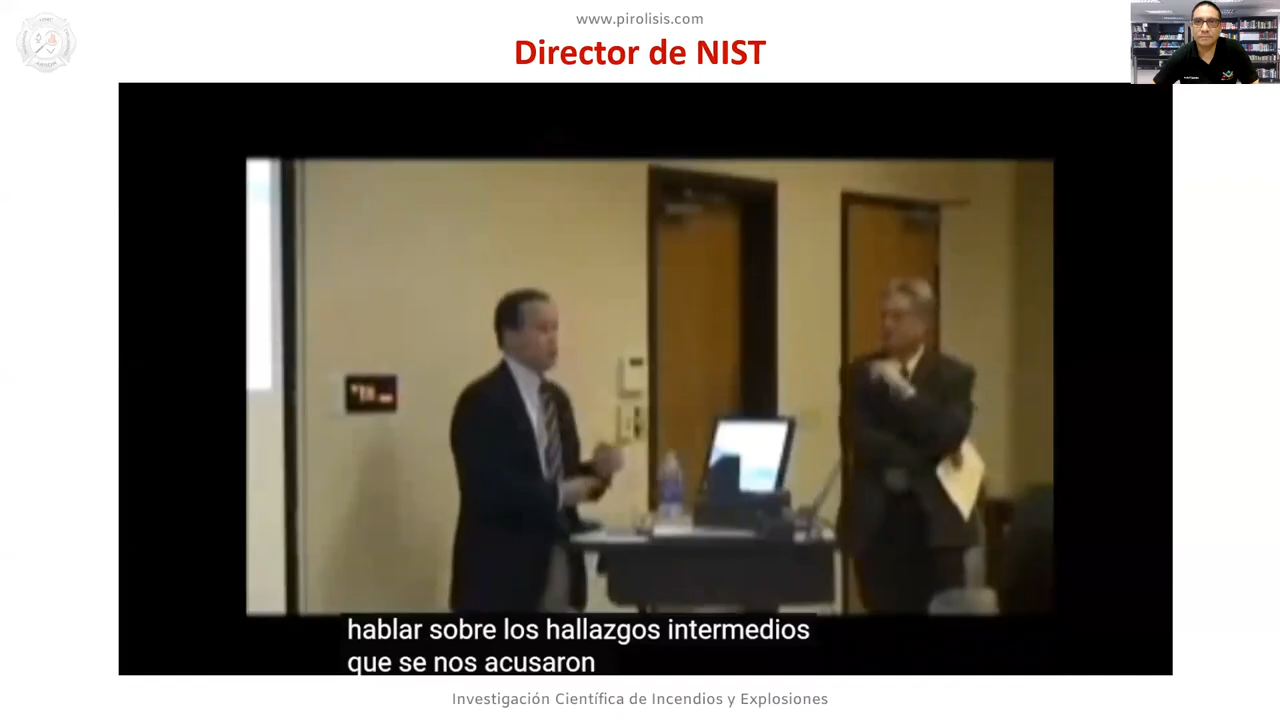 www.pirolisis.com
Director de NIST
hablar sobre los hallazgos intermedios
que se nos acusaron
Investigación Científica de Incendios y Explosiones